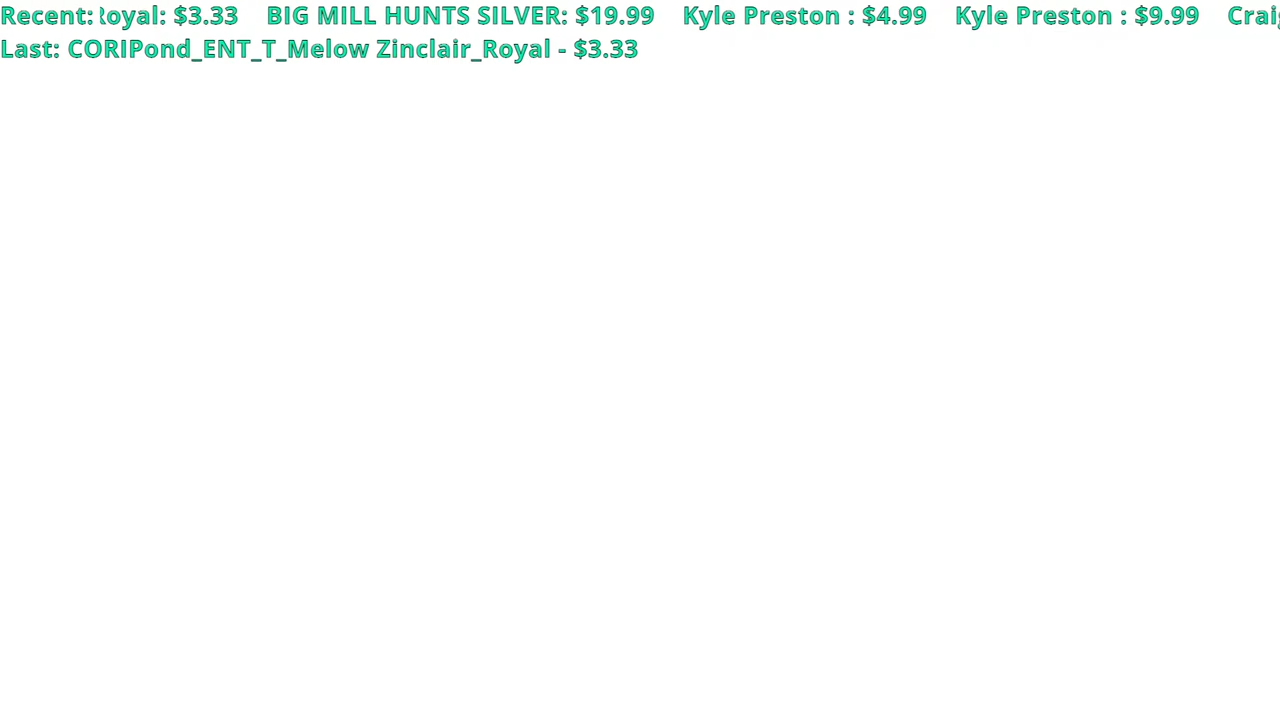 Recent: Royal: $3.33 BIG MILL HUNTS SILVER: $19.99 Kyle Preston : $4.99 Kyle Preston : $9.99
Last: CORIPond_ENT_T_Melow Zinclair_Royal - $3.33